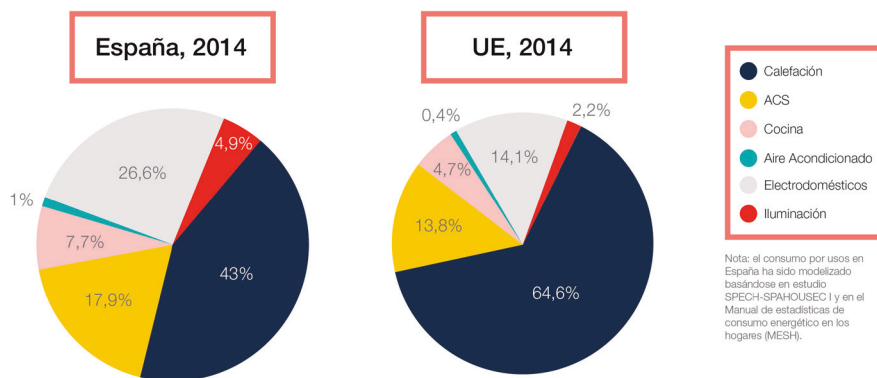 España, 2014
4,9%
26,6%
1%
7,7%
17,9%
43%
UE, 2014
2,2%
0,4%
14,1%
4,7%
13,8%
64,6%
Calefación
ACS
Cocina
Aire Acondicionado
Electrodomésticos
Iluminación
Nota: el consumo por usos en
España ha sido modelizado
basándose en estudio
SPECH-SPAHOUSEC I y en el
Manual de estadísticas de
consumo energético en los
hogares (MESH).